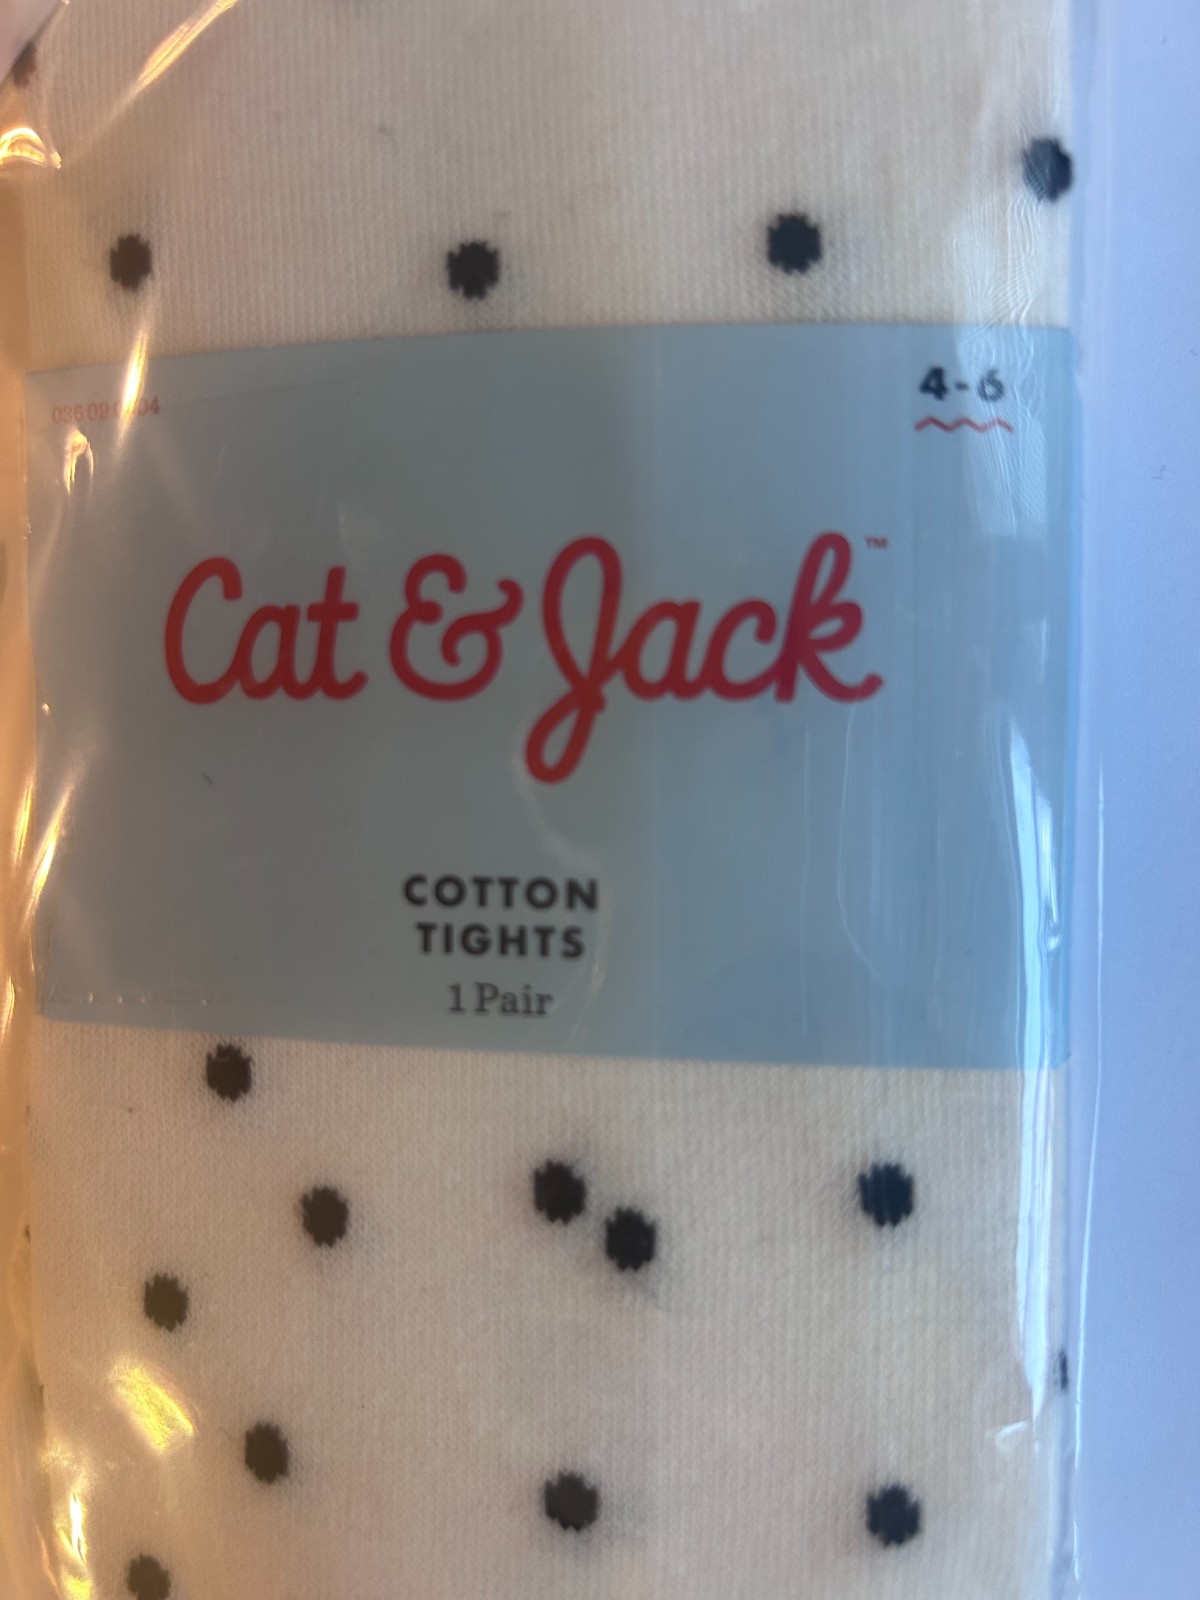 4-6
Cat & Jack™
COTTON
TIGHTS
1 Pair